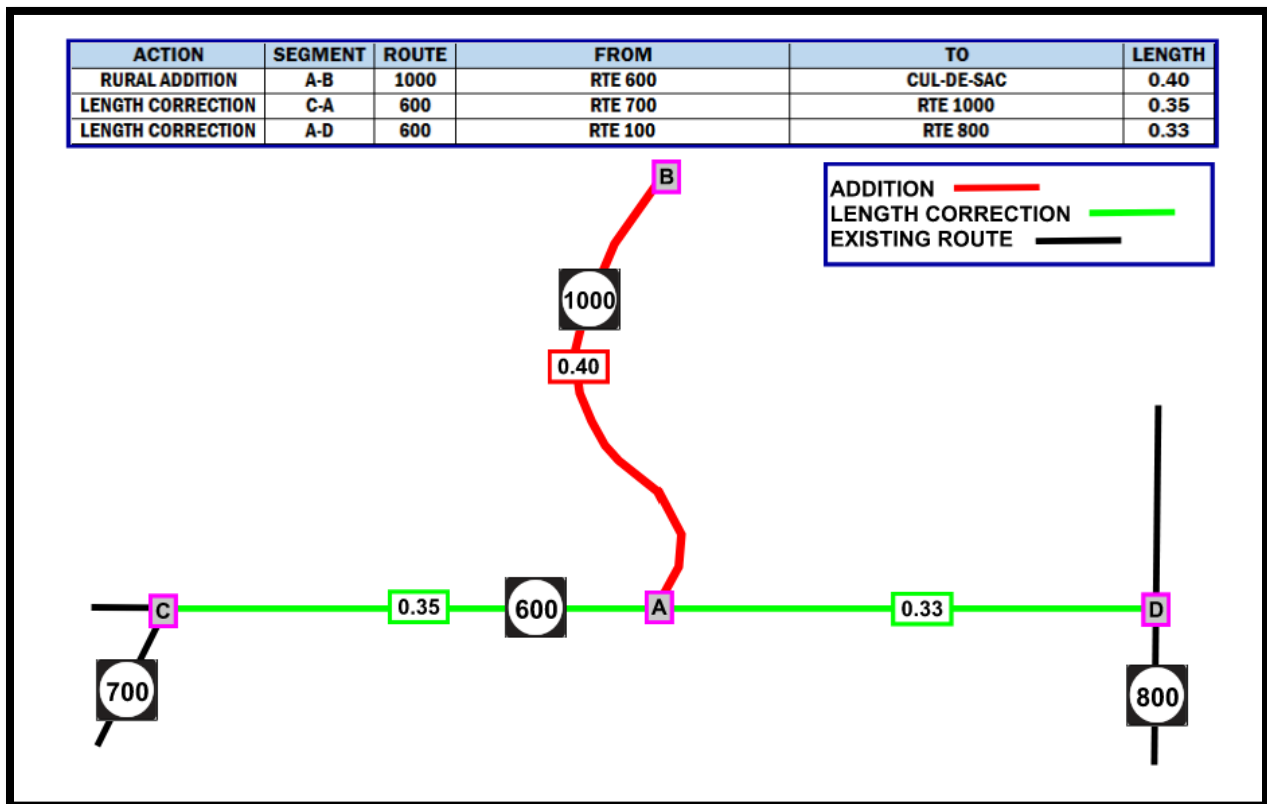 ACTION SEGMENT ROUTE FROM TO LENGTH
RURAL ADDITION A-B 1000 RTE 600 CUL-DE-SAC 0.40
LENGTH CORRECTION C-A 600 RTE 700 RTE 1000 0.35
LENGTH CORRECTION A-D 600 RTE 100 RTE 800 0.33
B
ADDITION
LENGTH CORRECTION
EXISTING ROUTE
1000
0.40
C 0.35 600 A 0.33 D
700
800